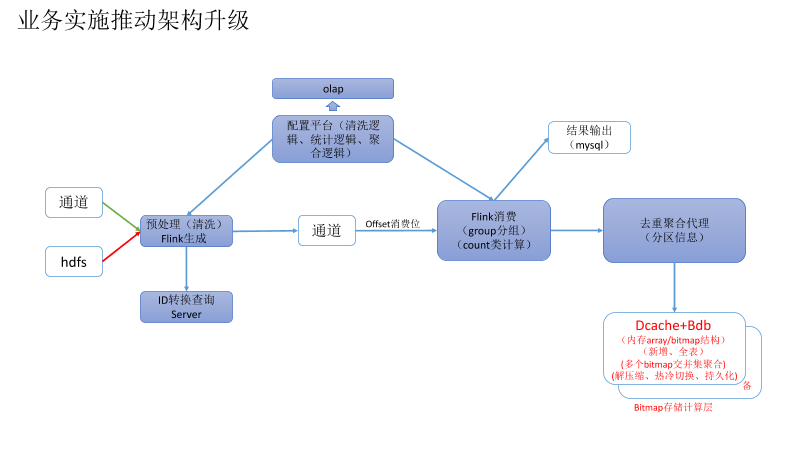 业务实施推动架构升级
olap
配置平台（清洗逻
辑、统计逻辑、聚
合逻辑）
结果输出
（mysql）
通道
hdfs
预处理（清洗）
Flink生成
通道
Offset消费位
Flink消费
（group分组）
（count类计算）
去重聚合代理
（分区信息）
ID转换查询
Server
Dcache+Bdb
（内存array/bitmap结构）
（新增、全表）
(多个bitmap交并集聚合)
(解压缩、热冷切换、持久化)
备
Bitmap存储计算层